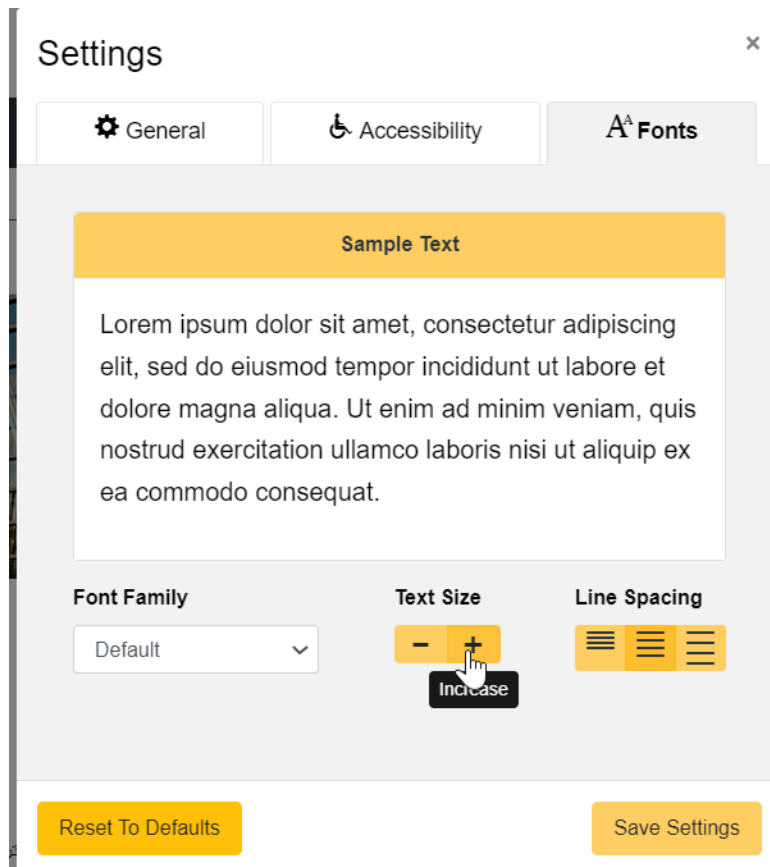 Settings
×
General
Accessibility
AA Fonts
Sample Text
Lorem ipsum dolor sit amet, consectetur adipiscing
elit, sed do eiusmod tempor incididunt ut labore et
dolore magna aliqua. Ut enim ad minim veniam, quis
nostrud exercitation ullamco laboris nisi ut aliquip ex
ea commodo consequat.
Font Family
Text Size
Line Spacing
Default
− +
Increase
Reset To Defaults
Save Settings